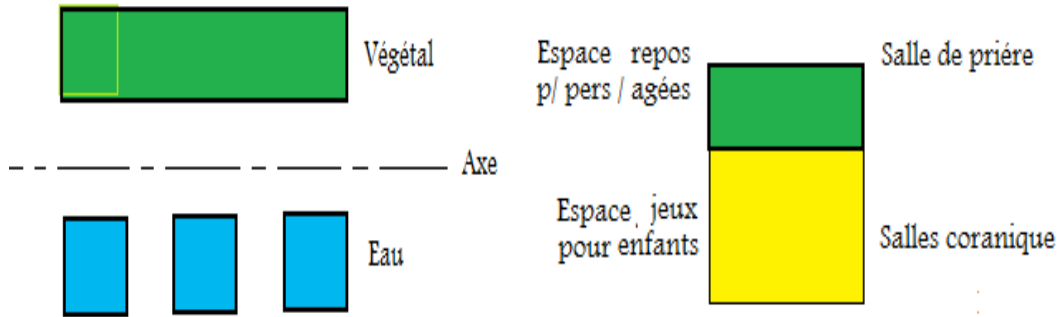 Végétal
Axe
Eau
Espace repos
p/ pers / agées
Salle de priére
Espace jeux
pour enfants
Salles coranique